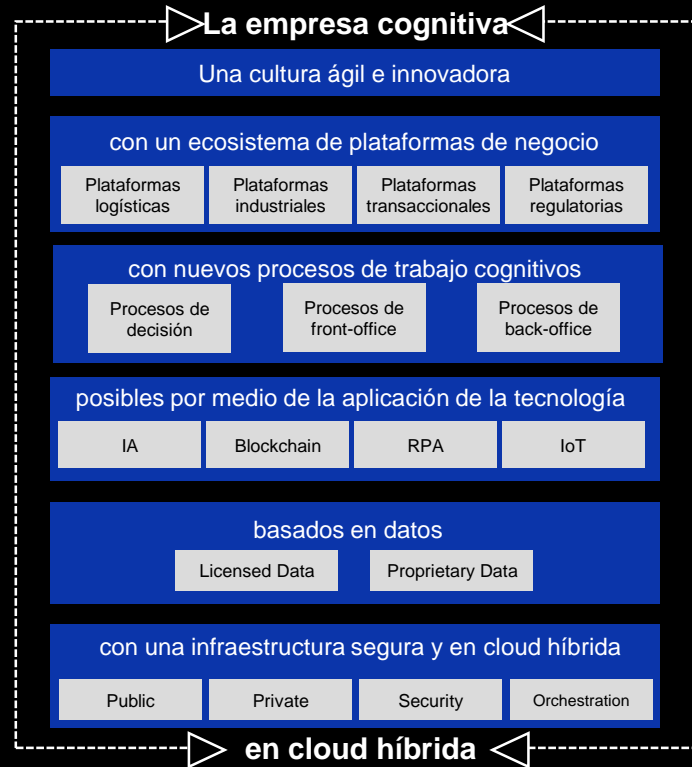 La empresa cognitiva
Una cultura ágil e innovadora
con un ecosistema de plataformas de negocio
Plataformas
logísticas
Plataformas
industriales
Plataformas
transaccionales
Plataformas
regulatorias
con nuevos procesos de trabajo cognitivos
Procesos de
decisión
Procesos de
front-office
Procesos de
back-office
posibles por medio de la aplicación de la tecnología
IA
Blockchain
RPA
IoT
basados en datos
Licensed Data
Proprietary Data
con una infraestructura segura y en cloud híbrida
Public
Private
Security
Orchestration
en cloud híbrida